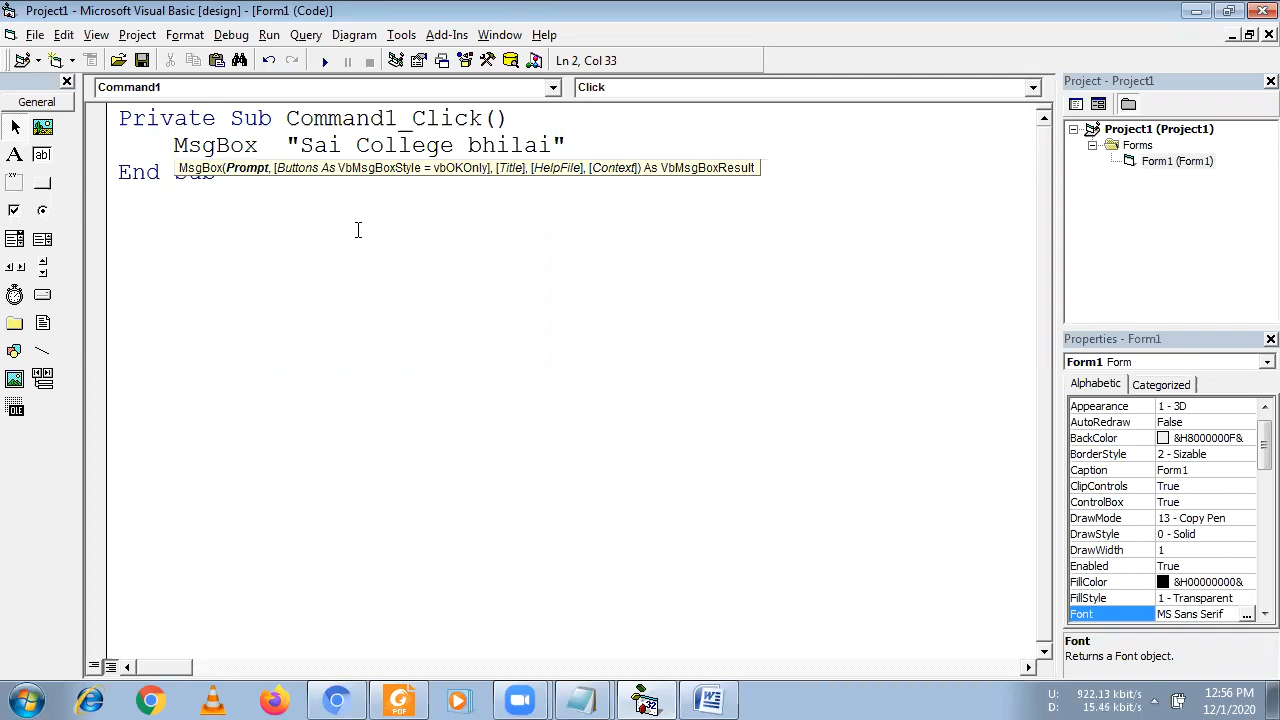 Project1 - Microsoft Visual Basic [design] - [Form1 (Code)]
File Edit View Project Format Debug Run Query Diagram Tools Add-Ins Window Help
Ln 2, Col 33
General
Command1
Click
Private Sub Command1_Click()
MsgBox "Sai College bhilai"
MsgBox(Prompt, [Buttons As VbMsgBoxStyle = vbOKOnly], [Title], [HelpFile], [Context]) As VbMsgBoxResult
End Sub
Project - Project1
Project1 (Project1)
Forms
Form1 (Form1)
Properties - Form1
Form1 Form
Alphabetic Categorized
Appearance 1 - 3D
AutoRedraw False
BackColor &H8000000F&
BorderStyle 2 - Sizable
Caption Form1
ClipControls True
ControlBox True
DrawMode 13 - Copy Pen
DrawStyle 0 - Solid
DrawWidth 1
Enabled True
FillColor &H00000000&
FillStyle 1 - Transparent
Font MS Sans Serif ...
Font
Returns a Font object.
A
ab
OLE
PDF
32
W
U: 922.13 kbit/s
D: 15.46 kbit/s
12:56 PM
12/1/2020